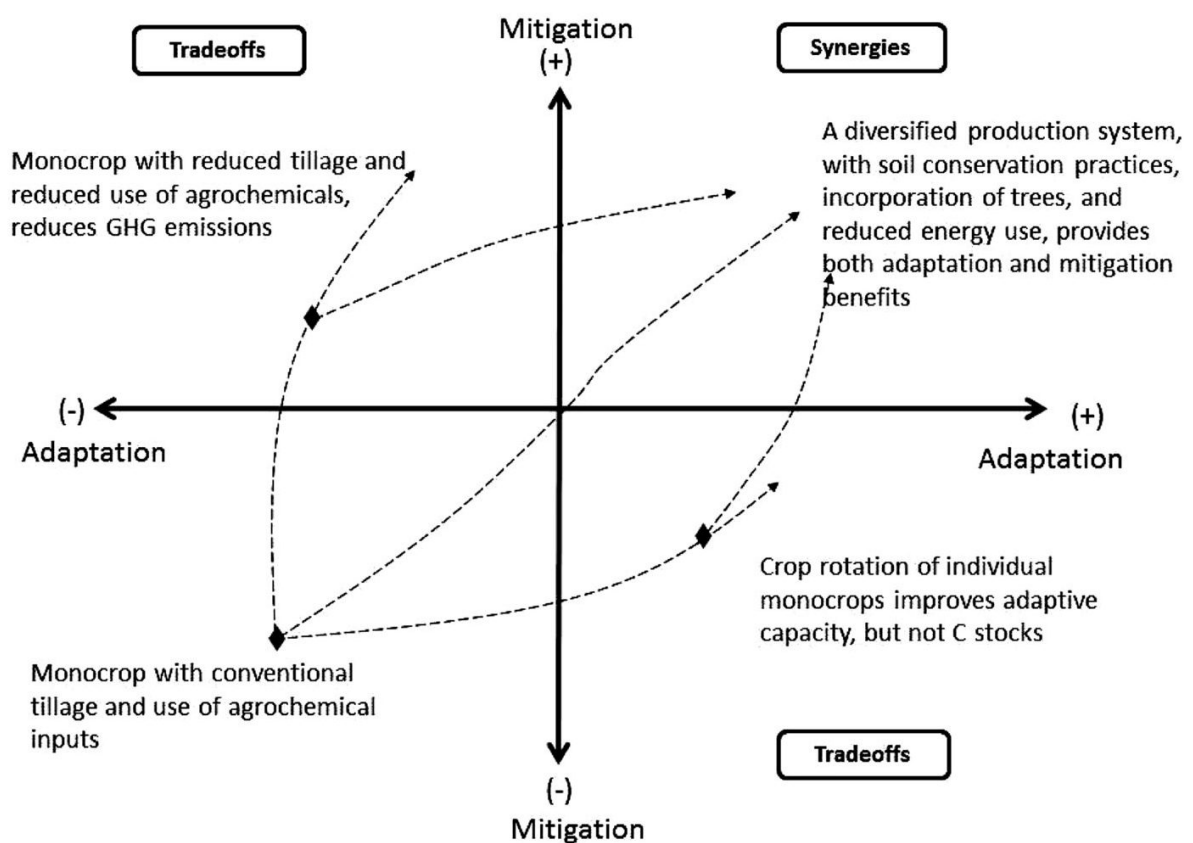 Tradeoffs
Mitigation
(+)
Synergies
Monocrop with reduced tillage and
reduced use of agrochemicals,
reduces GHG emissions
A diversified production system,
with soil conservation practices,
incorporation of trees, and
reduced energy use, provides
both adaptation and mitigation
benefits
(-)
Adaptation
(+)
Adaptation
Crop rotation of individual
monocrops improves adaptive
capacity, but not C stocks
Monocrop with conventional
tillage and use of agrochemical
inputs
Tradeoffs
(-)
Mitigation